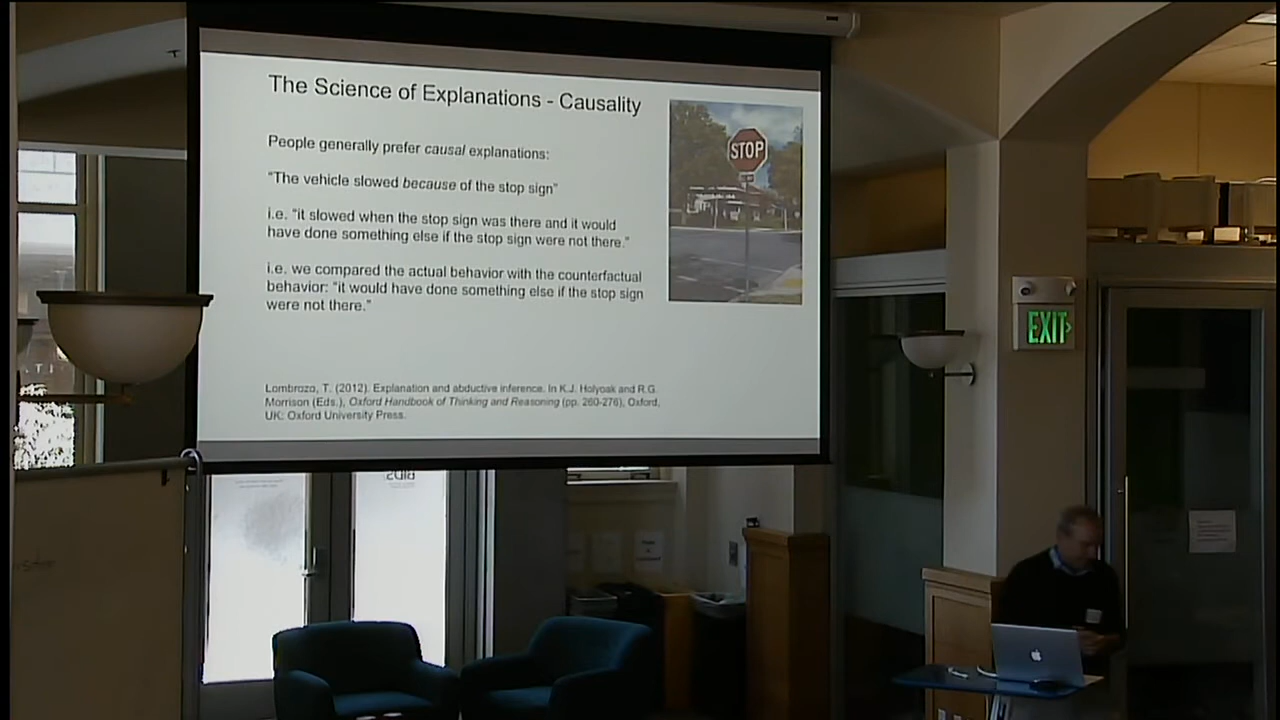 The Science of Explanations - Causality
People generally prefer causal explanations:
"The vehicle slowed because of the stop sign"
i.e. "it slowed when the stop sign was there and it would
have done something else if the stop sign were not there."
i.e. we compared the actual behavior with the counterfactual
behavior: "it would have done something else if the stop sign
were not there."
Lombrozo, T. (2012). Explanation and abductive inference. In K.J. Holyoak and R.G.
Morrison (Eds.), Oxford Handbook of Thinking and Reasoning (pp. 260-276), Oxford,
UK: Oxford University Press.
STOP
EXIT